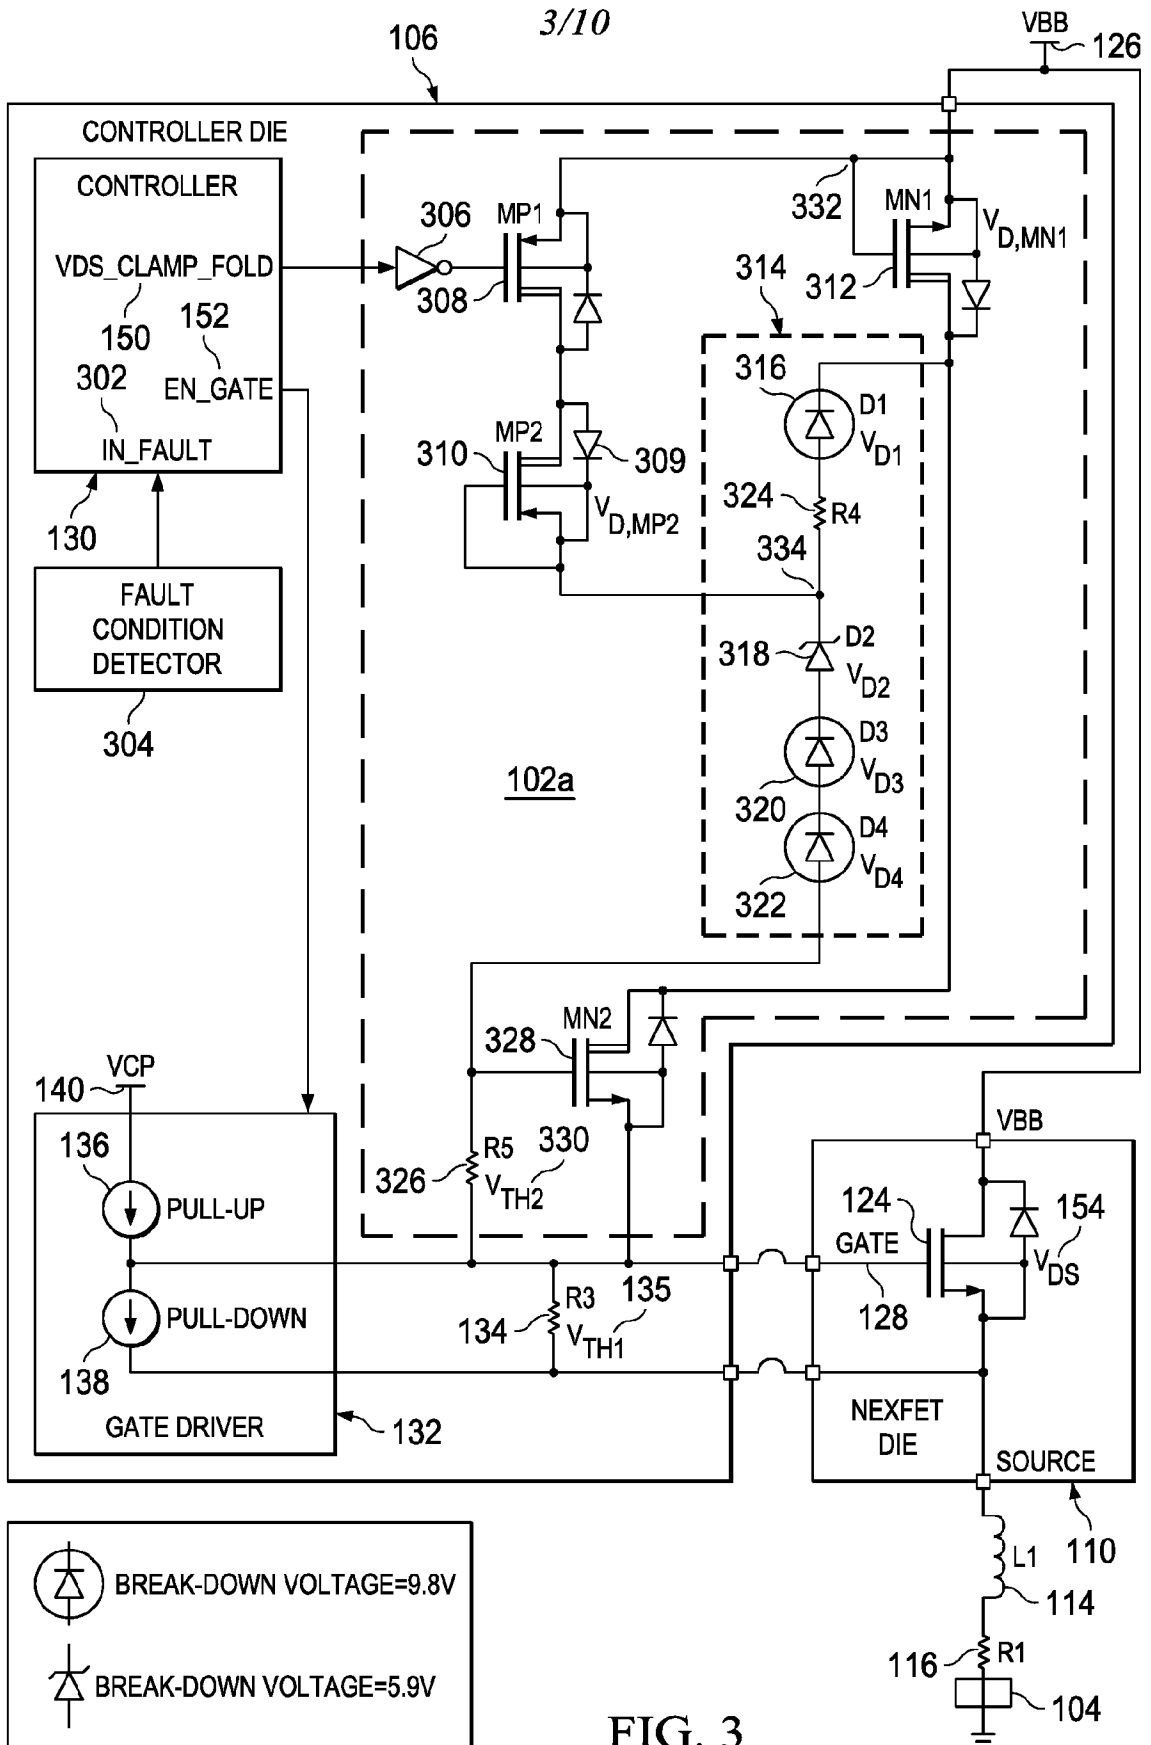 3/10
VBB
126
106
CONTROLLER DIE
CONTROLLER
VDS_CLAMP_FOLD
150
152
302
EN_GATE
IN_FAULT
130
FAULT
CONDITION
DETECTOR
304
306
MP1
308
332
MN1
VD,MN1
312
314
316
D1
VD1
MP2
310
309
VD,MP2
324
R4
334
318
D2
VD2
D3
VD3
320
D4
VD4
322
102a
MN2
328
VCP
140
136
PULL-UP
PULL-DOWN
138
GATE DRIVER
132
R5
326
VTH2
330
R3
134
VTH1
135
VBB
124
GATE
154
VDS
128
NEXFET
DIE
SOURCE
110
L1
114
116
R1
104
BREAK-DOWN VOLTAGE=9.8V
BREAK-DOWN VOLTAGE=5.9V
FIG. 3